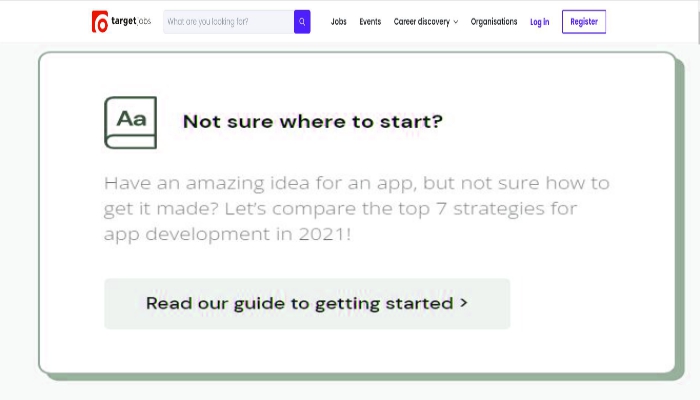 targetjobs
What are you looking for?
Jobs Events Career discovery Organisations Log in Register
Aa
Not sure where to start?
Have an amazing idea for an app, but not sure how to
get it made? Let's compare the top 7 strategies for
app development in 2021!
Read our guide to getting started >